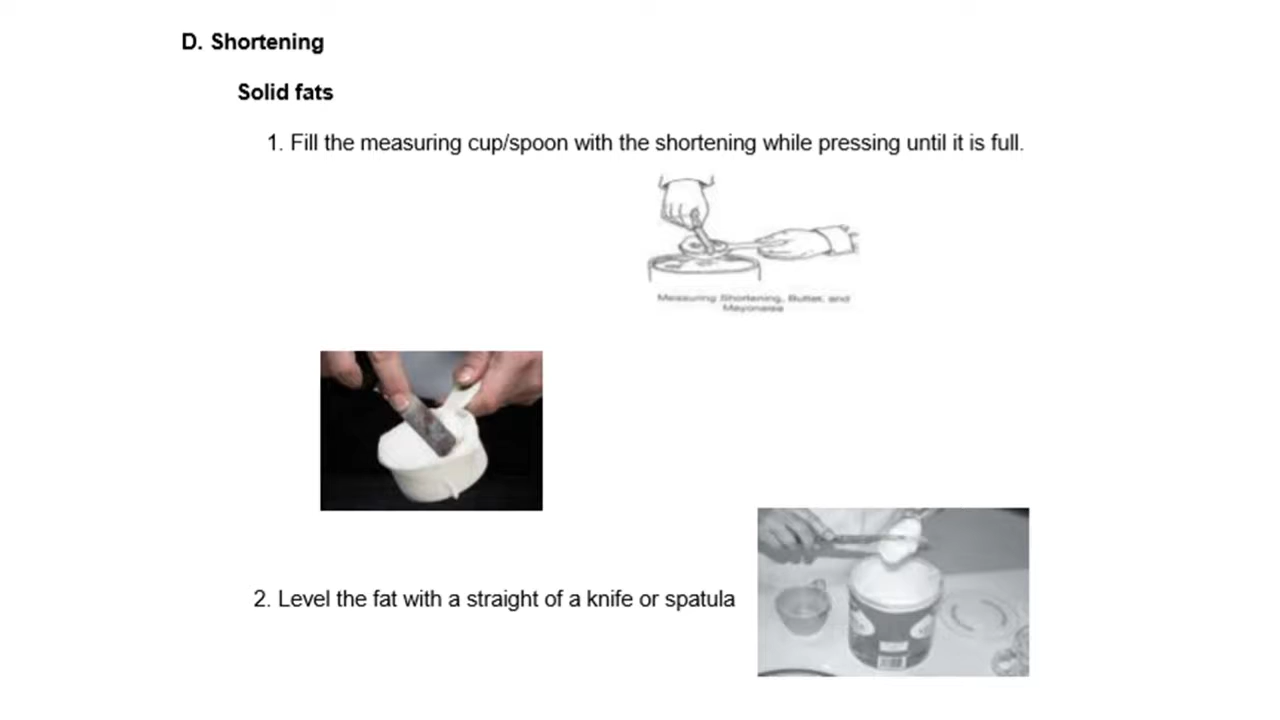 D. Shortening
Solid fats
1. Fill the measuring cup/spoon with the shortening while pressing until it is full.
Measuring Shortening, Butter, and
Mayonaise
2. Level the fat with a straight of a knife or spatula